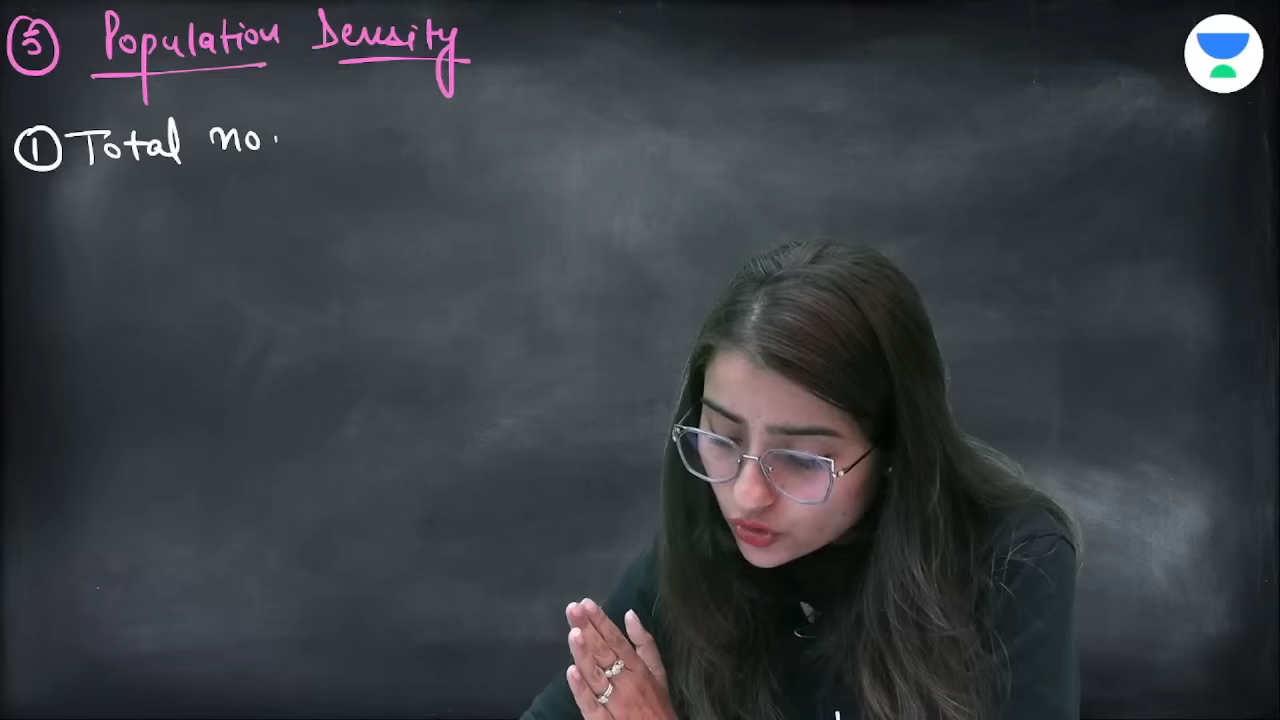 ⑤ Population Density
① Total no.